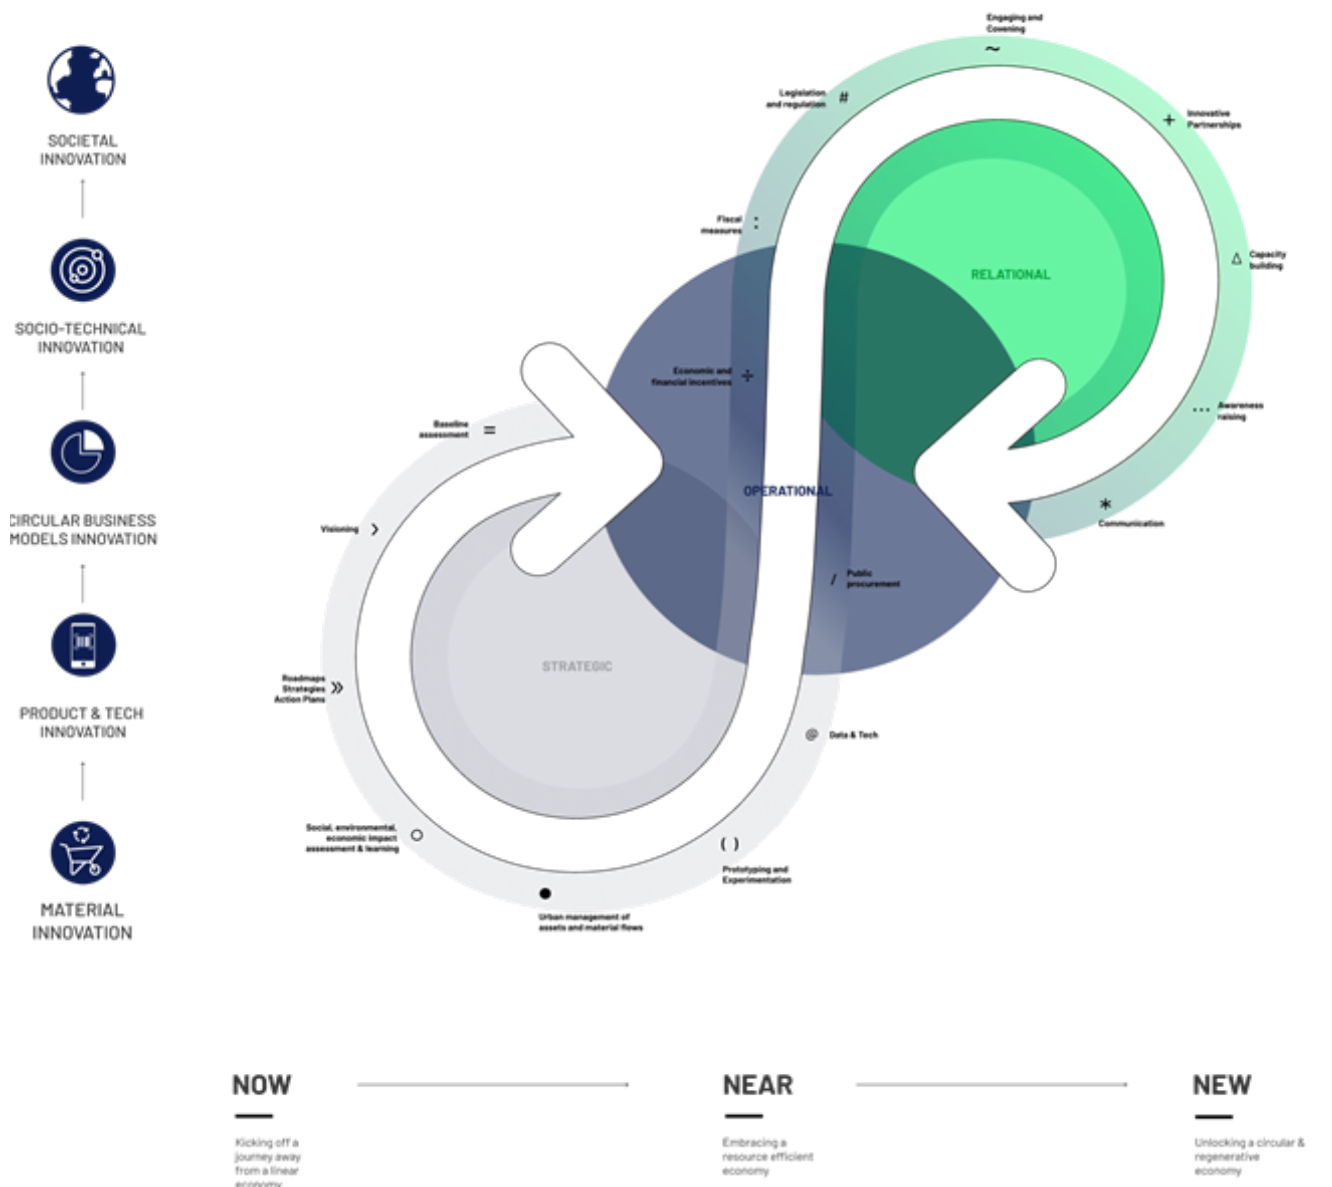 SOCIETAL
INNOVATION
SOCIO-TECHNICAL
INNOVATION
CIRCULAR BUSINESS
MODELS INNOVATION
PRODUCT & TECH
INNOVATION
MATERIAL
INNOVATION
Engaging and
Covening
~
Legislation
and regulation
#
+
Innovative
Partnerships
Fiscal
measures
:
RELATIONAL
Δ
Capacity
building
Economic and
financial incentives
÷
...
Awareness
raising
Baseline
assessment
=
OPERATIONAL
*
Communication
Visioning
>
/
Public
procurement
STRATEGIC
Roadmaps
Strategies
Action Plans
»
@
Data & Tech
Social, environmental,
economic impact
assessment & learning
○
( )
Prototyping and
Experimentation
●
Urban management of
assets and material flows
NOW
Kicking off a
journey away
from a linear
economy
NEAR
Embracing a
resource efficient
economy
NEW
Unlocking a circular &
regenerative
economy